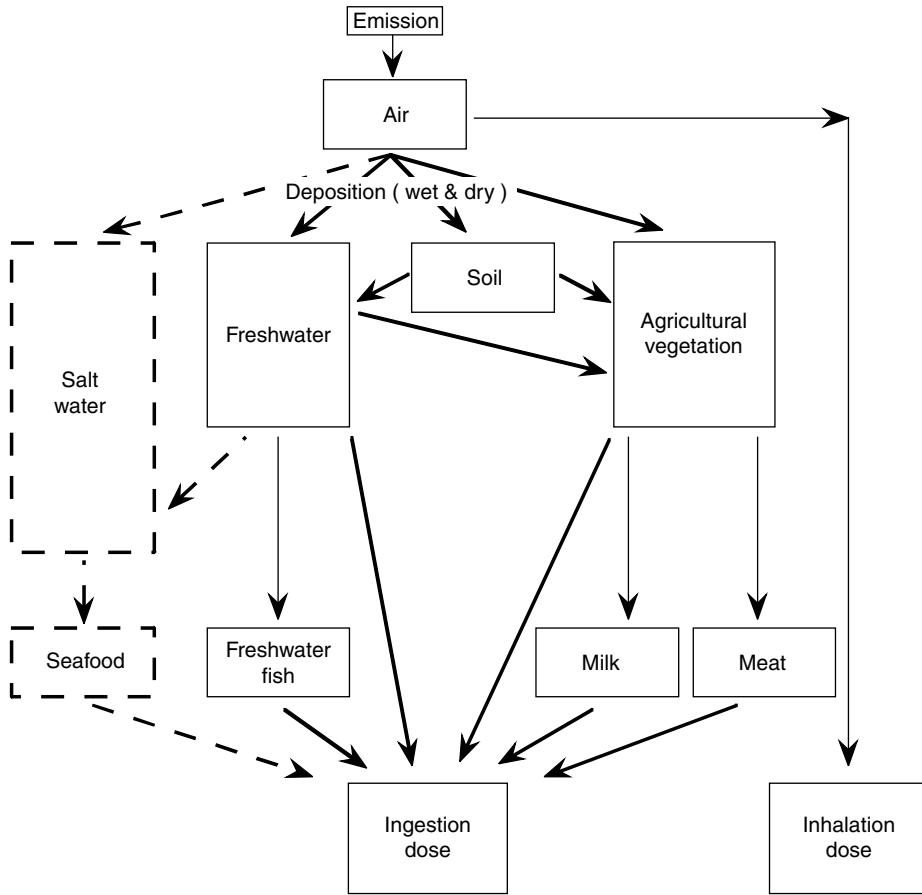 Emission
Air
Deposition ( wet & dry )
Soil
Freshwater
Agricultural
vegetation
Salt
water
Seafood
Freshwater
fish
Milk
Meat
Ingestion
dose
Inhalation
dose